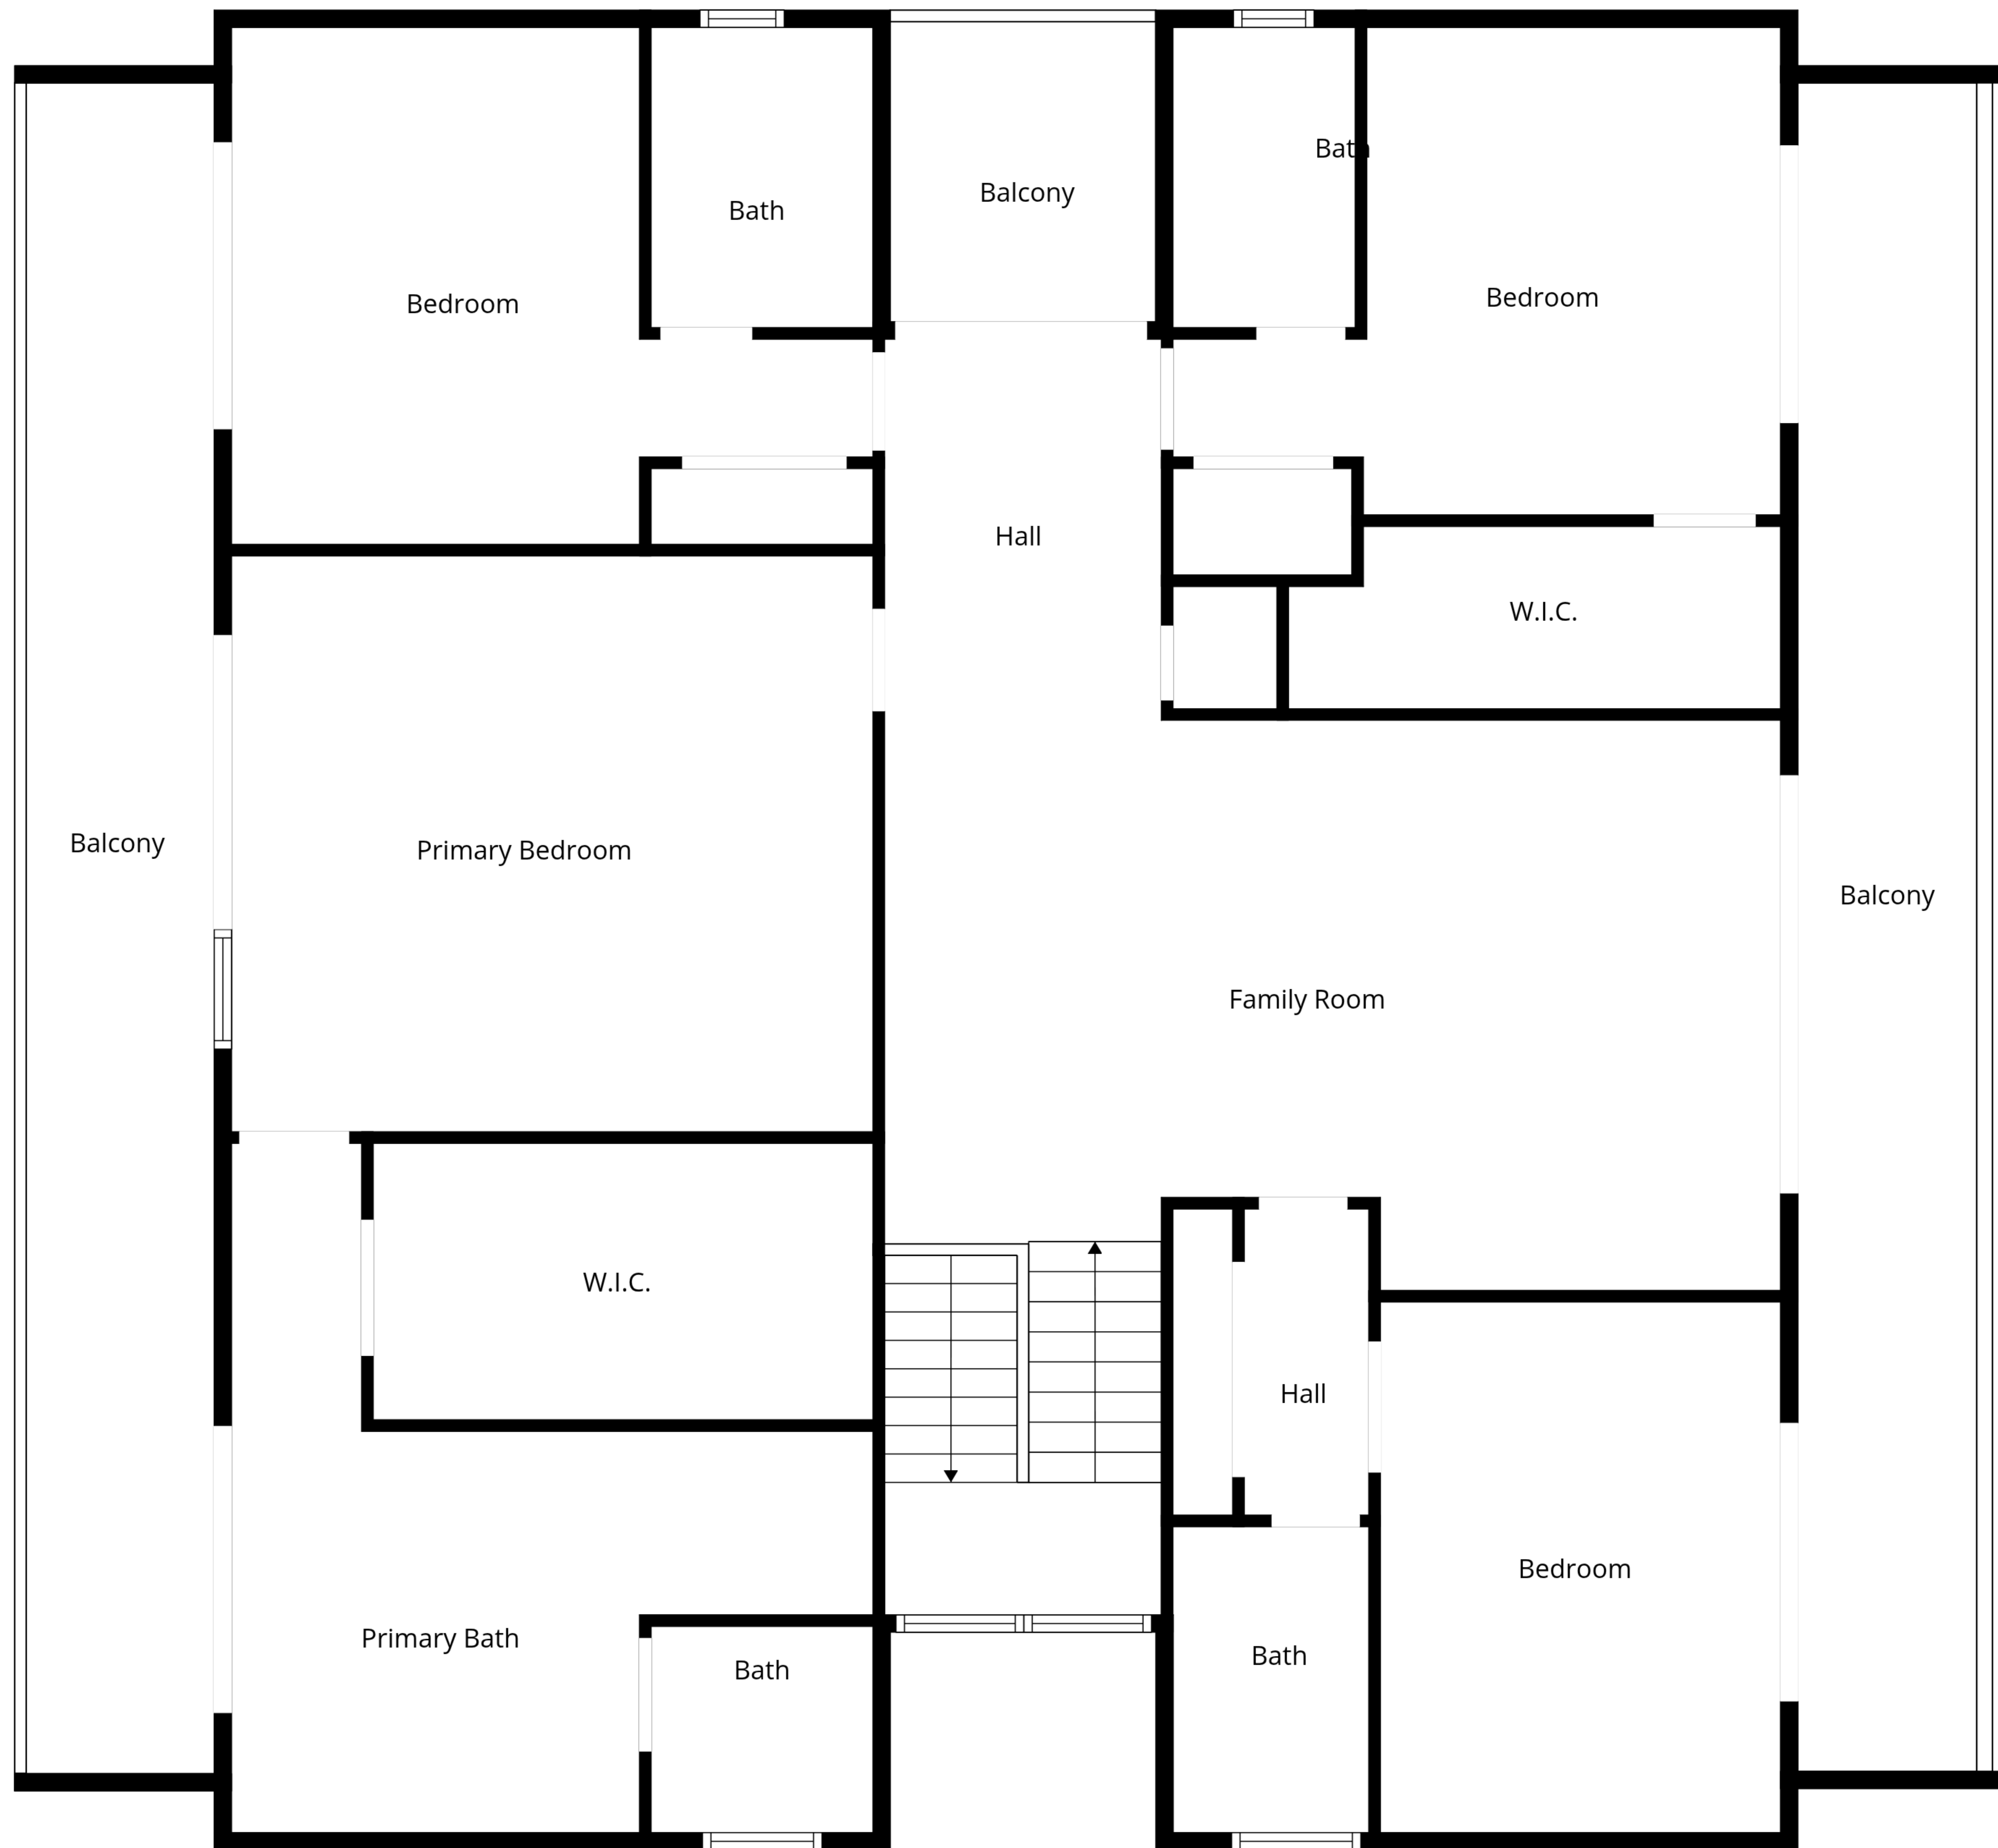 Bath
Balcony
Bath
Bedroom
Bedroom
Hall
W.I.C.
Balcony
Primary Bedroom
Balcony
Family Room
W.I.C.
Hall
Bedroom
Primary Bath
Bath
Bath